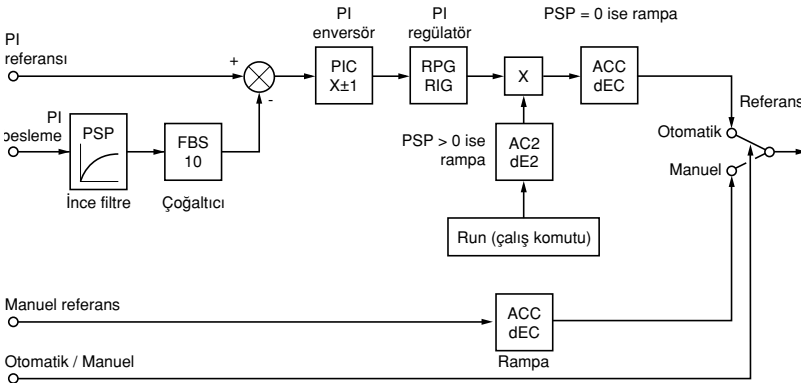 PSP = 0 ise rampa
PI
enversör
PI
regülatör
PI
referansı
+
-
PIC
X±1
RPG
RIG
X
ACC
dEC
Referans
PI
besleme
PSP
FBS
10
PSP > 0 ise
rampa
AC2
dE2
Otomatik
Manuel
İnce filtre
Çoğaltıcı
Run (çalış komutu)
Manuel referans
ACC
dEC
Rampa
Otomatik / Manuel